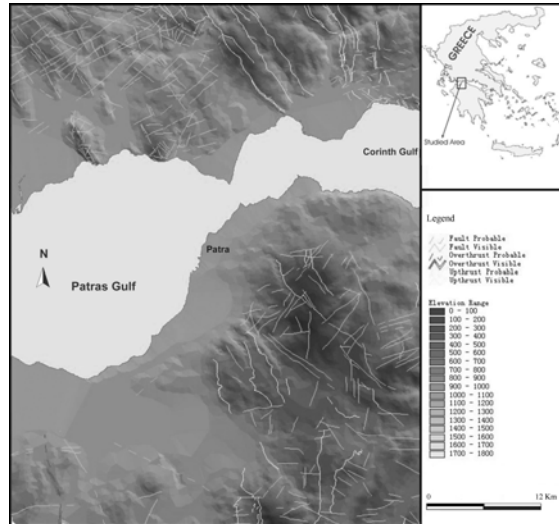 Corinth Gulf
Patra
N
Patras Gulf
GREECE
Studied Area
Legend
Fault Probable
Fault Visible
Overthrust Probable
Overthrust Visible
Upthrust Probable
Upthrust Visible
Elevation Range
0 - 100
100 - 200
200 - 300
300 - 400
400 - 500
500 - 600
600 - 700
700 - 800
800 - 900
900 - 1000
1000 - 1100
1100 - 1200
1200 - 1300
1300 - 1400
1400 - 1500
1500 - 1600
1600 - 1700
1700 - 1800
0 12 Km